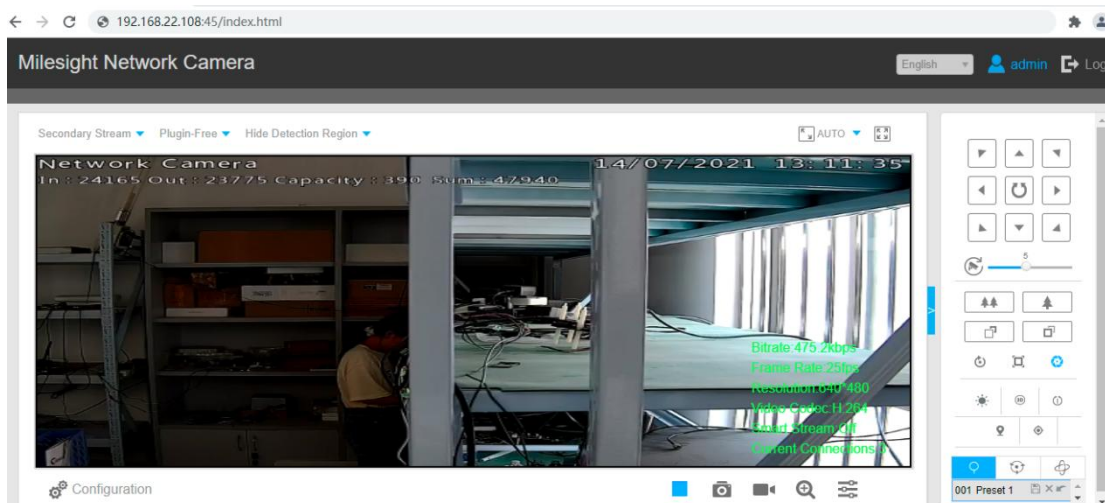 192.168.22.108:45/index.html
Milesight Network Camera
English
admin
Log
Secondary Stream
Plugin-Free
Hide Detection Region
AUTO
Network Camera
14/07/2021 13:11:35
In : 24165 Out : 23775 Capacity : 390 Sum : 47940
5
Bitrate:475.2kbps
Frame Rate:25fps
Resolution:640*480
Video Codec:H.264
Smart Stream:Off
Current Connections:
Configuration
001 Preset 1